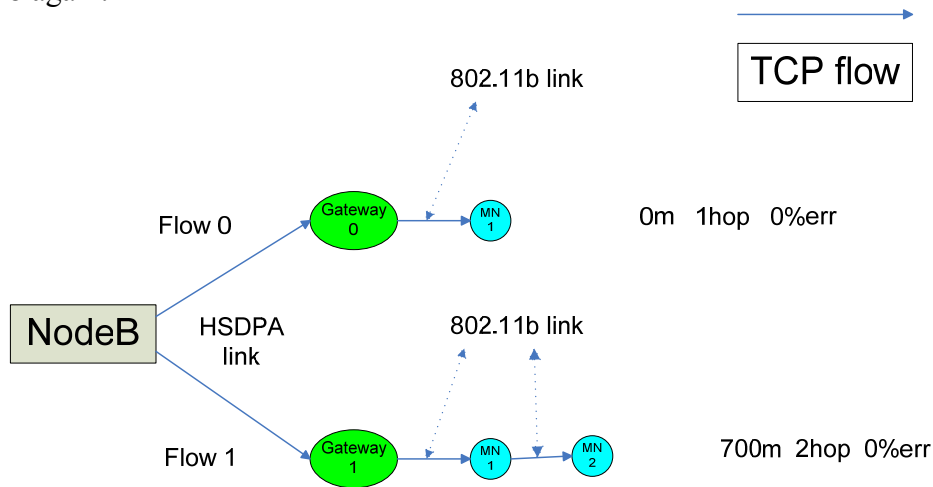 TCP flow
802.11b link
Flow 0
Gateway
0
MN
1
0m 1hop 0%err
NodeB
HSDPA
link
802.11b link
Flow 1
Gateway
1
MN
1
MN
2
700m 2hop 0%err